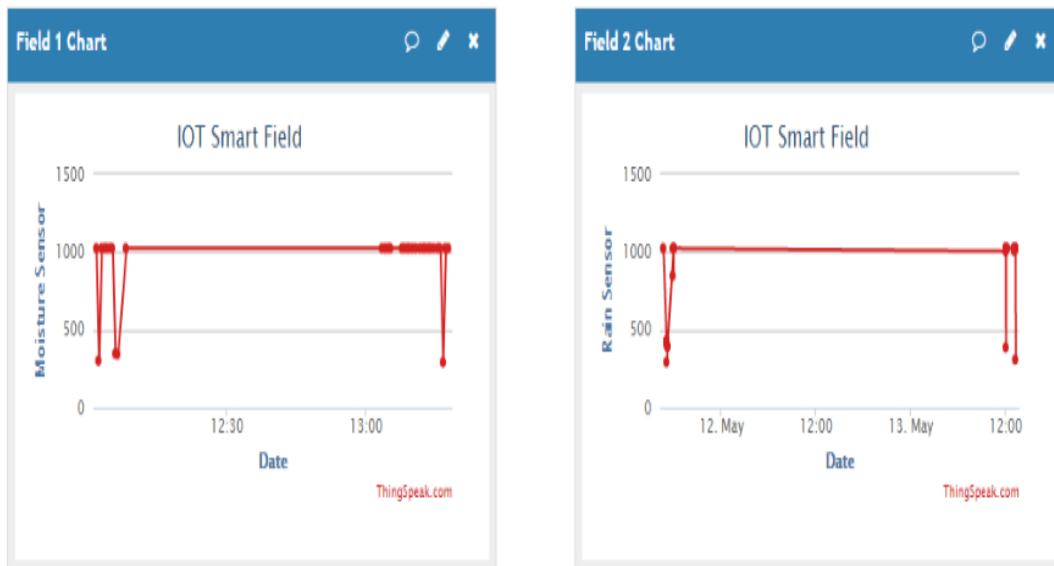 Field 1 Chart
IOT Smart Field
1500
1000
500
0
Moisture Sensor
12:30
13:00
Date
ThingSpeak.com
Field 2 Chart
IOT Smart Field
1500
1000
500
0
Rain Sensor
12. May
12:00
13. May
12:00
Date
ThingSpeak.com